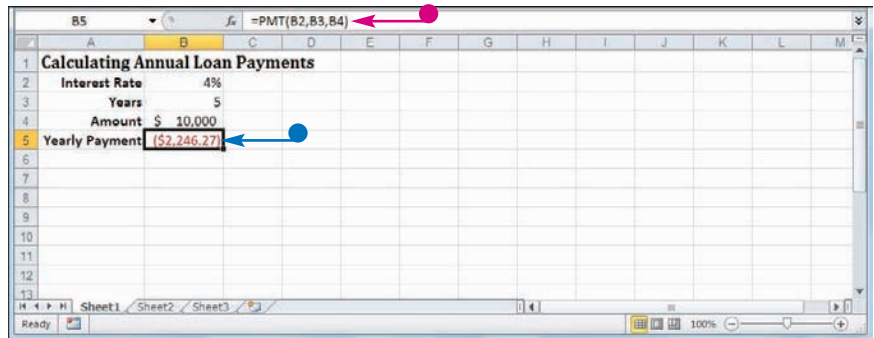 B5 fx =PMT(B2,B3,B4)
A B C D E F G H I J K L M
1 Calculating Annual Loan Payments
2 Interest Rate 4%
3 Years 5
4 Amount $ 10,000
5 Yearly Payment ($2,246.27)
6
7
8
9
10
11
12
13
Sheet1 Sheet2 Sheet3
Ready 100%